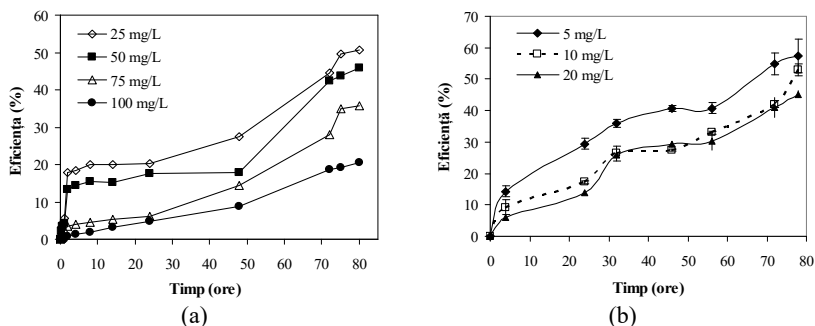 60
50
40
30
20
10
0
Eficiența (%)
25 mg/L
50 mg/L
75 mg/L
100 mg/L
0 10 20 30 40 50 60 70 80
Timp (ore)
(a)
70
60
50
40
30
20
10
0
Eficiență (%)
5 mg/L
10 mg/L
20 mg/L
0 10 20 30 40 50 60 70 80
Timp (ore)
(b)